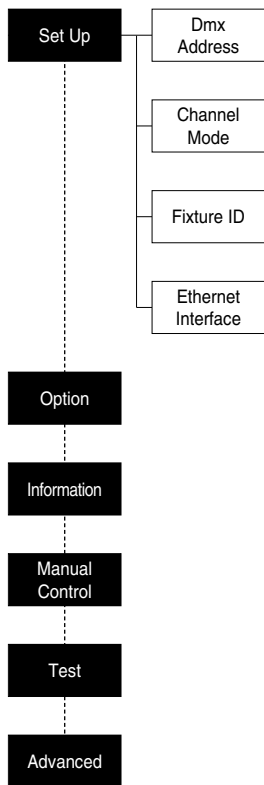 Set Up
Dmx
Address
Channel
Mode
Fixture ID
Ethernet
Interface
Option
Information
Manual
Control
Test
Advanced